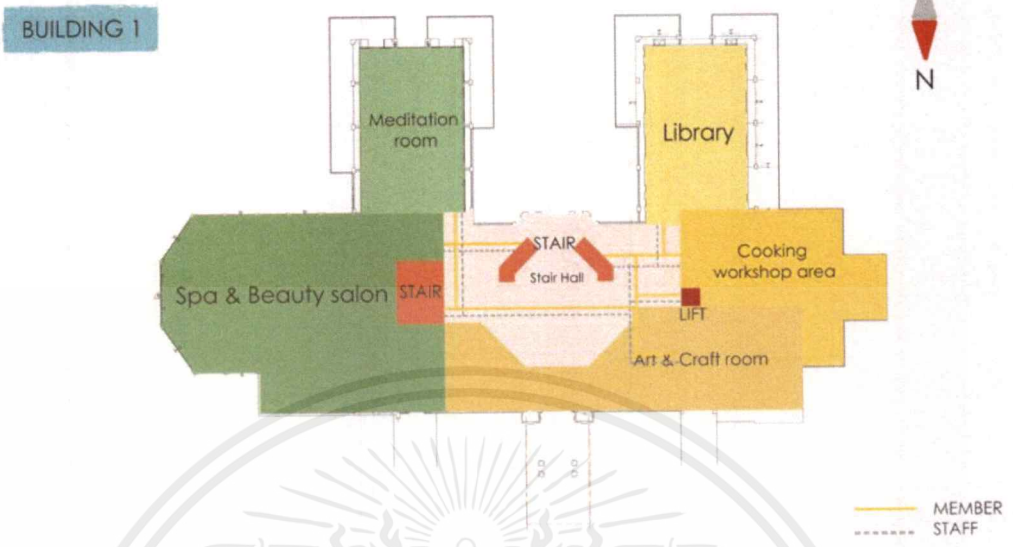 BUILDING 1
N
Meditation
room
Library
STAIR
Stair Hall
Cooking
workshop area
Spa & Beauty salon
STAIR
LIFT
Art & Craft room
MEMBER
STAFF